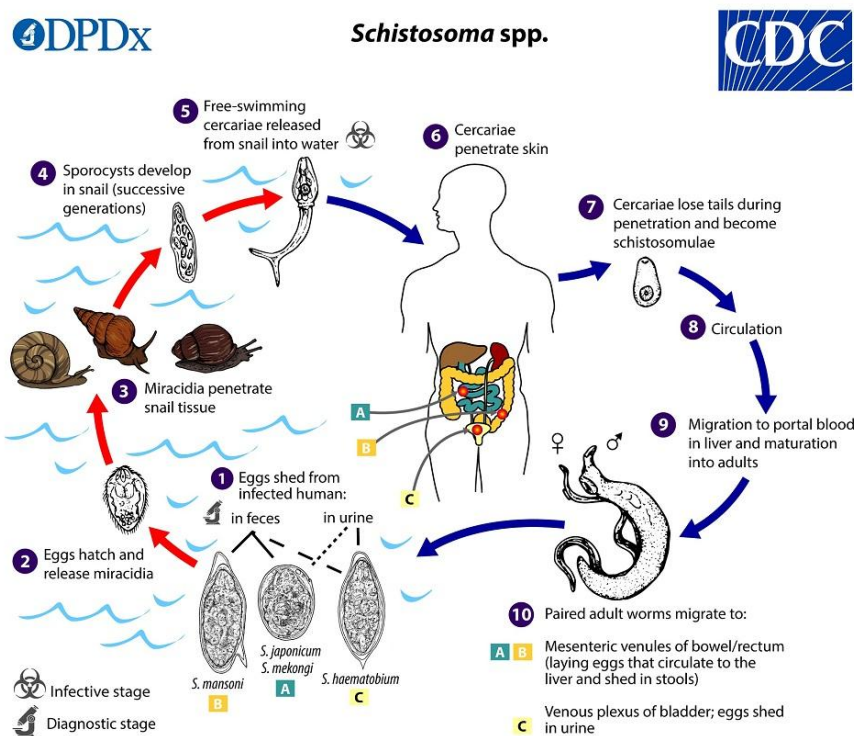 DPDx
Schistosoma spp.
CDC
5 Free-swimming
cercariae released
from snail into water
6 Cercariae
penetrate skin
4 Sporocysts develop
in snail (successive
generations)
7 Cercariae lose tails during
penetration and become
schistosomulae
8 Circulation
3 Miracidia penetrate
snail tissue
A
B
C
9 Migration to portal blood
in liver and maturation
into adults
♀ ♂
1 Eggs shed from
infected human:
in feces in urine
2 Eggs hatch and
release miracidia
S. mansoni
B
S. japonicum
S. mekongi
A
S. haematobium
C
10 Paired adult worms migrate to:
A B Mesenteric venules of bowel/rectum
(laying eggs that circulate to the
liver and shed in stools)
C Venous plexus of bladder; eggs shed
in urine
Infective stage
Diagnostic stage